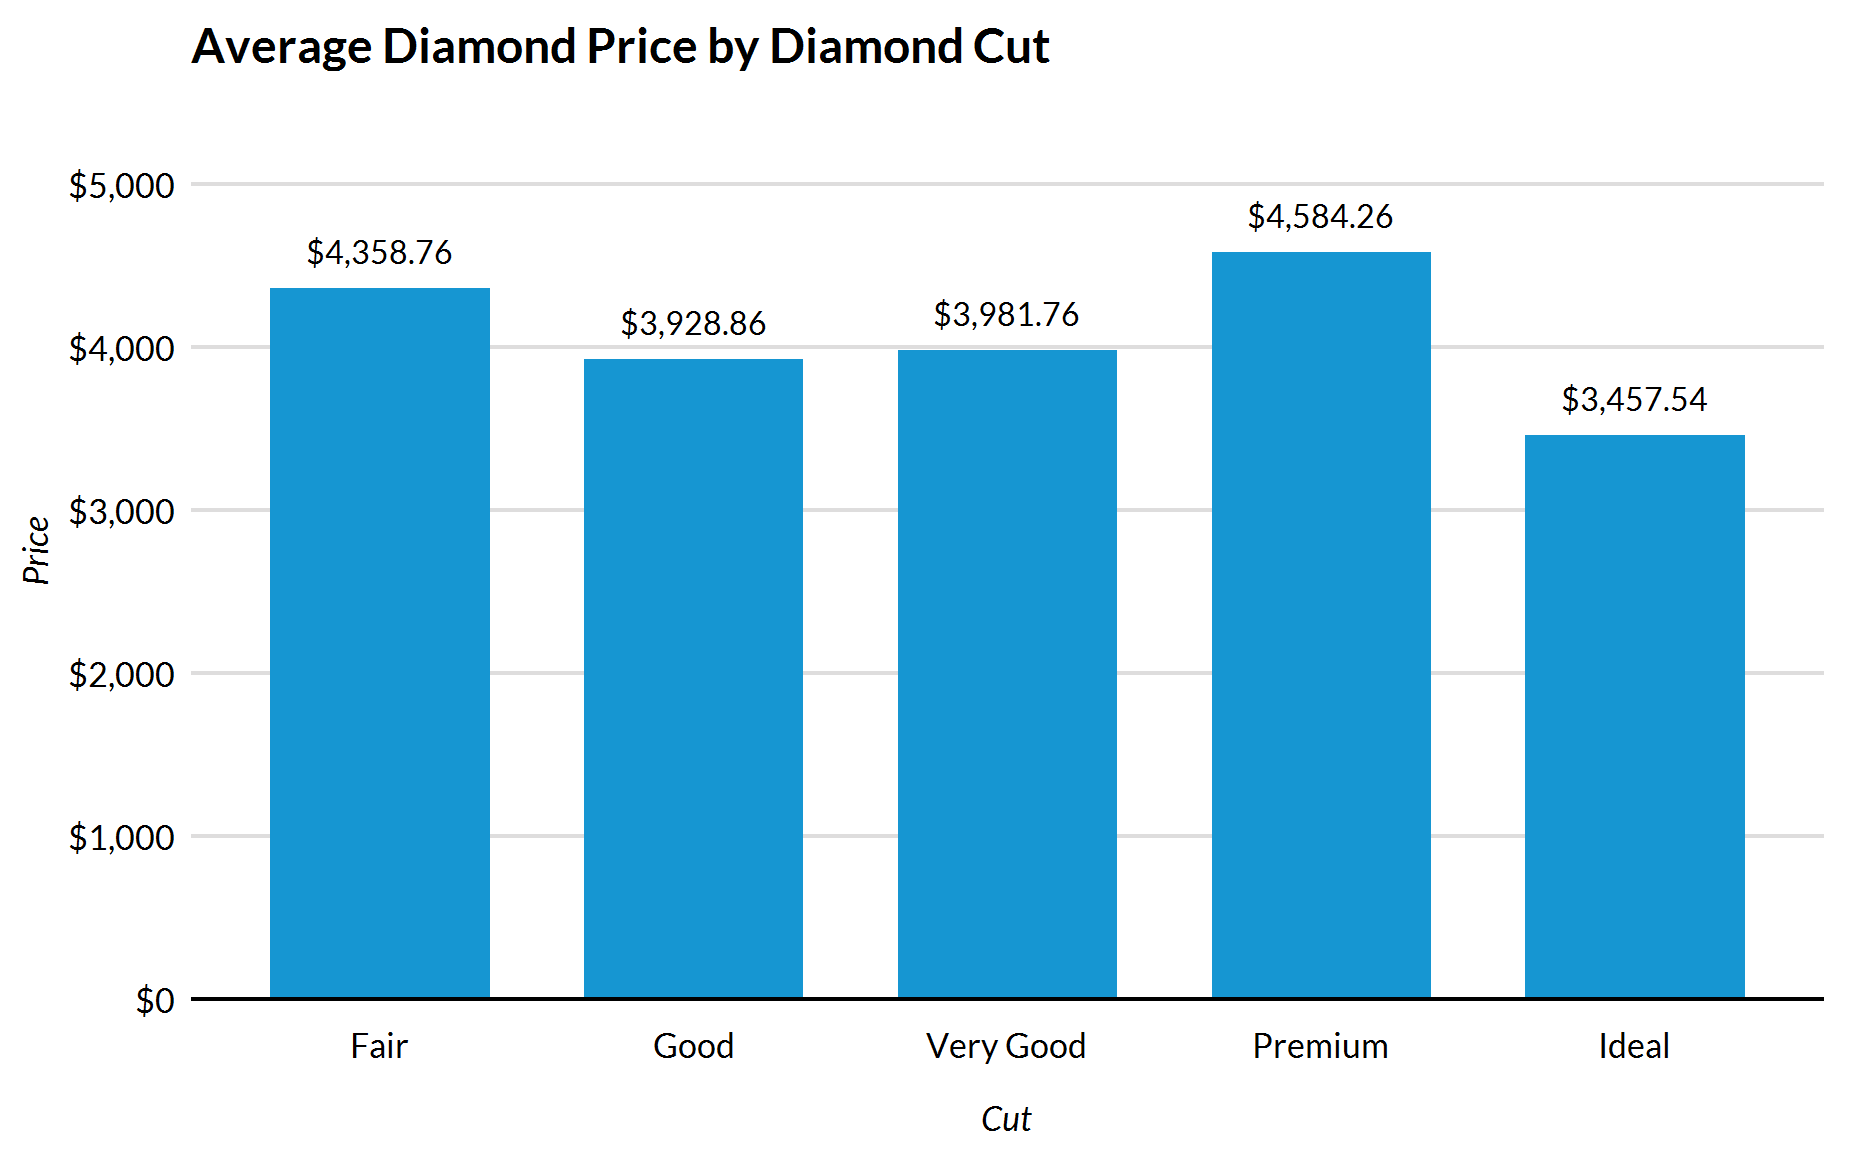 Average Diamond Price by Diamond Cut
$5,000
$4,584.26
$4,358.76
$3,981.76
$3,928.86
$4,000
$3,457.54
$3,000
Price
$2,000
$1,000
$0
Fair Good Very Good Premium Ideal
Cut